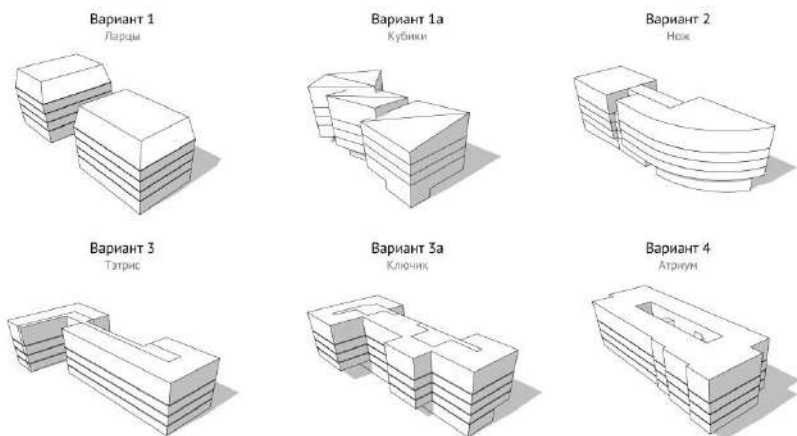 Вариант 1
Ларцы
Вариант 1а
Кубики
Вариант 2
Нож
Вариант 3
Тэтрис
Вариант 3а
Ключик
Вариант 4
Атриум